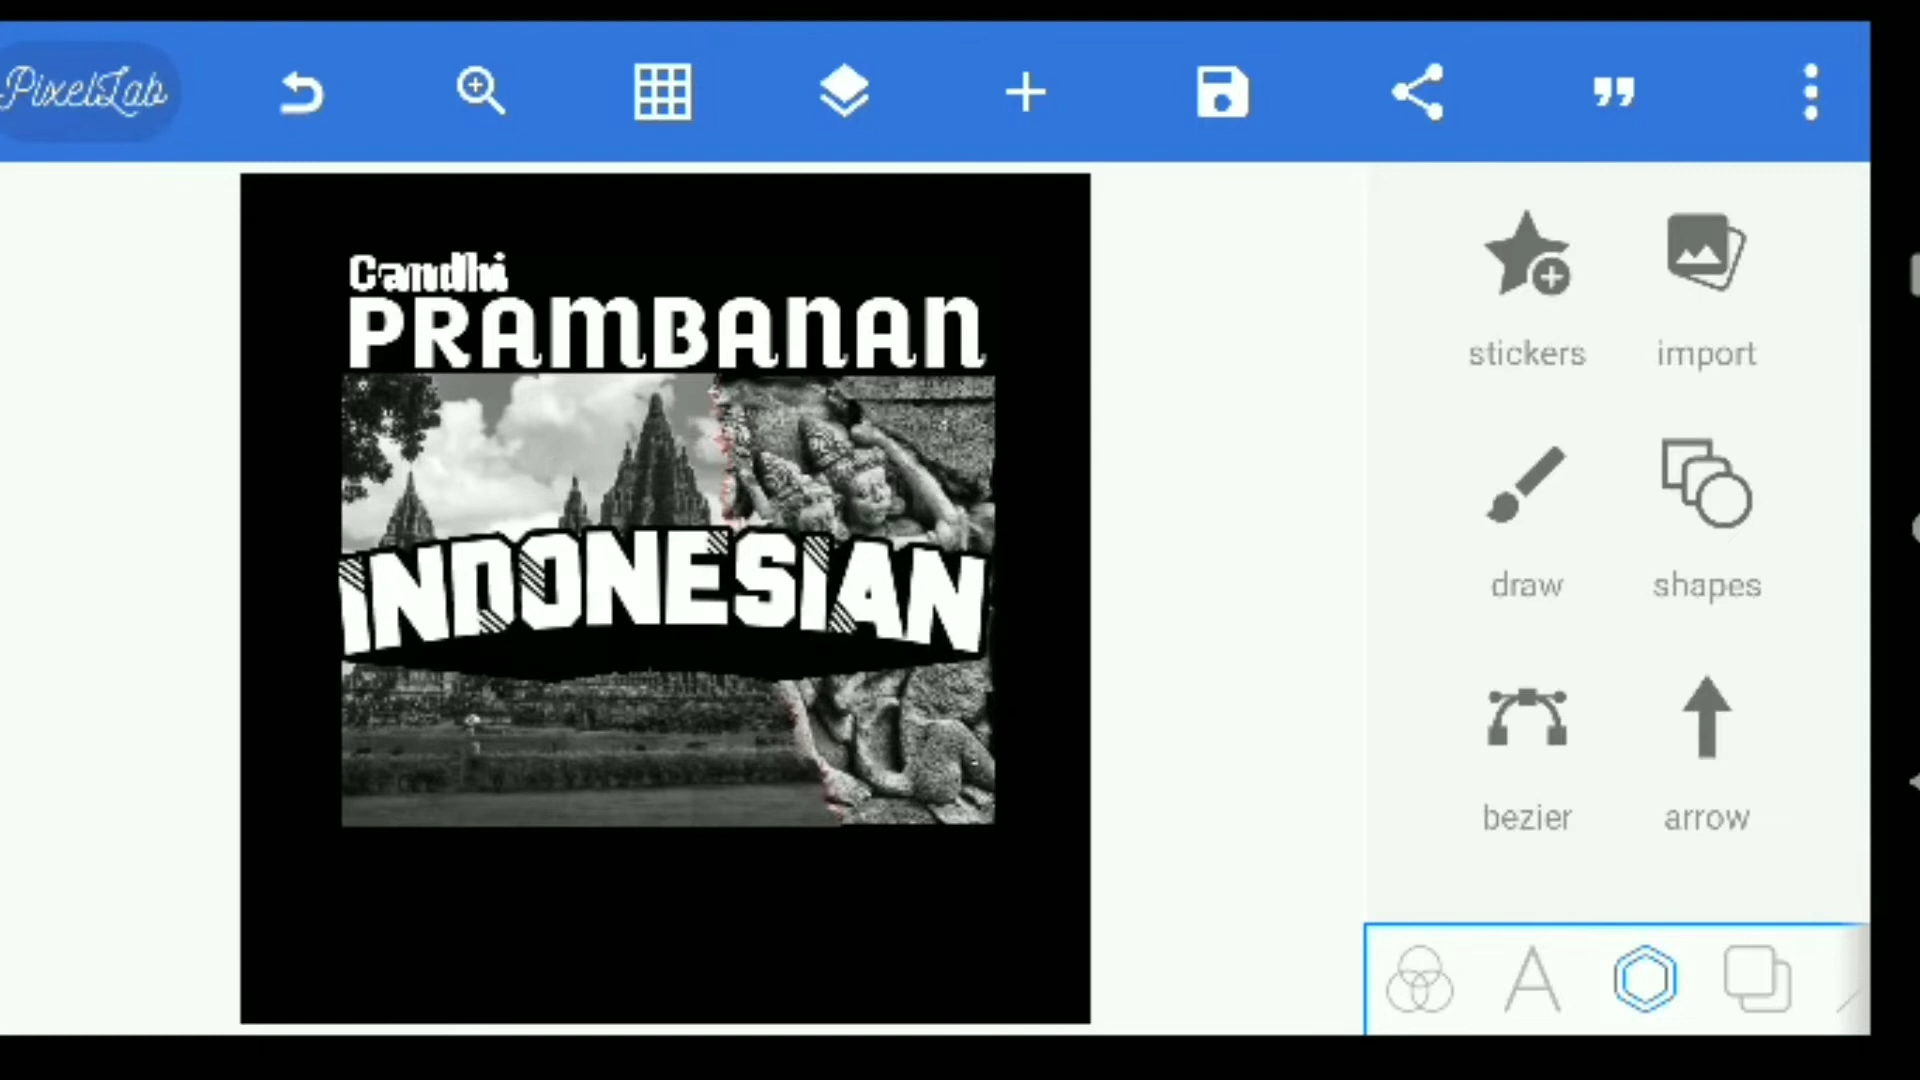 PixelLab
Candhi
PRAMBANAN
INDONESIAN
stickers
import
draw
shapes
bezier
arrow